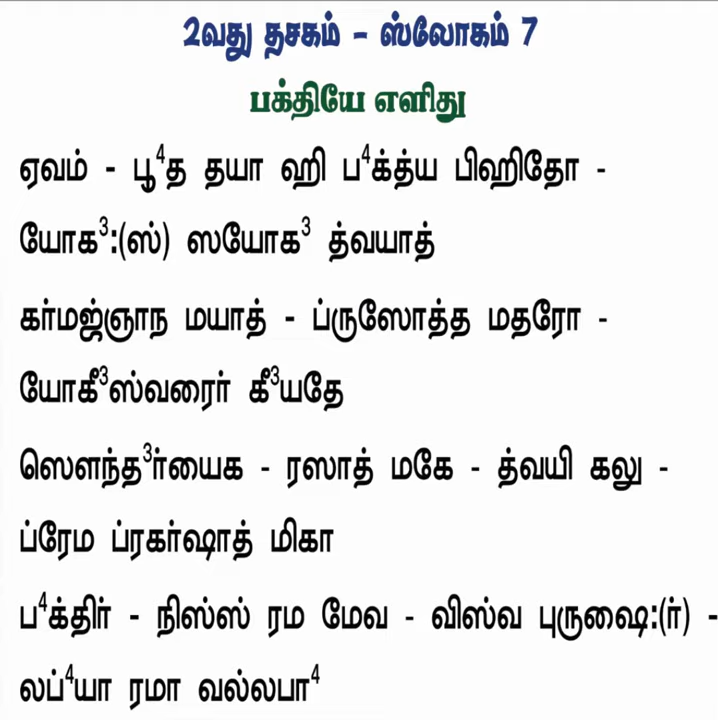 2வது தசகம் - ஸ்லோகம் 7
பக்தியே எளிது
ஏவம் - பூ⁴த தயா ஹி ப⁴க்த்ய பிஹிதோ -
யோக³:(ஸ்) ஸயோக³ த்வயாத்
கர்மஜ்ஞாந மயாத் - ப்ருஸோத்த மதரோ -
யோகீ³ஸ்வரைர் கீ³யதே
ஸௌந்த³ர்யைக - ரஸாத் மகே - த்வயி கலு -
ப்ரேம ப்ரகர்ஷாத் மிகா
ப⁴க்திர் - நிஸ்ஸ் ரம மேவ - விஸ்வ புருஷை:(ர்) -
லப்⁴யா ரமா வல்லபா⁴